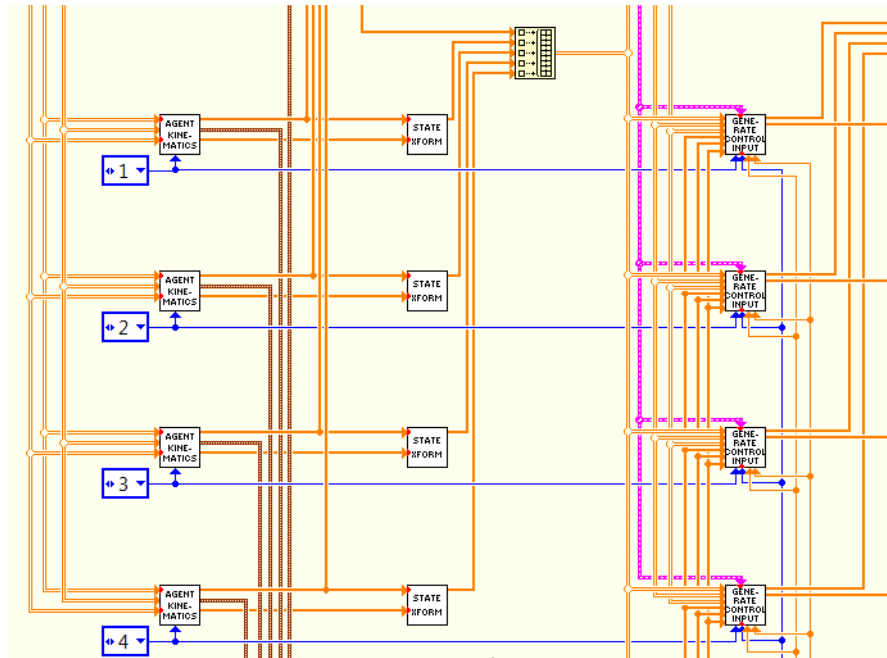 AGENT
KINE-
MATICS
STATE
XFORM
GENE-
RATE
CONTROL
INPUT
1
AGENT
KINE-
MATICS
STATE
XFORM
GENE-
RATE
CONTROL
INPUT
2
AGENT
KINE-
MATICS
STATE
XFORM
GENE-
RATE
CONTROL
INPUT
3
AGENT
KINE-
MATICS
STATE
XFORM
GENE-
RATE
CONTROL
INPUT
4